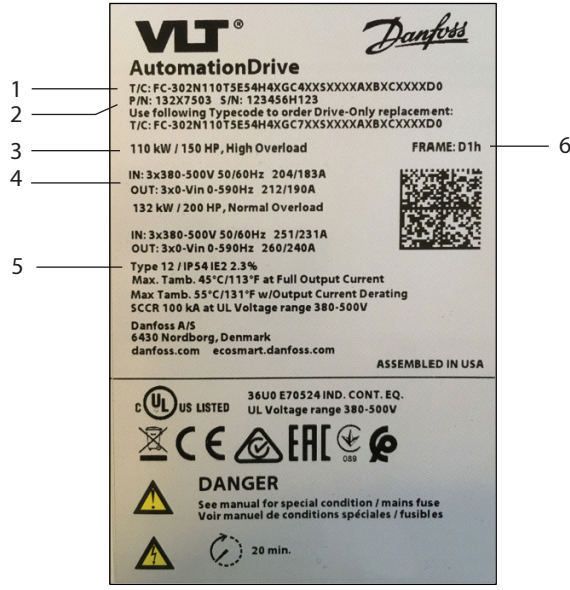 VLT®
Danfoss
AutomationDrive
1 T/C: FC-302N110T5E54H4XGC4XXSXXXXAXBXCXXXXD0
2 P/N: 132X7503 S/N: 123456H123
Use following Typecode to order Drive-Only replacement:
T/C: FC-302N110T5E54H4XGC7XXSXXXXAXBXCXXXXD0
3 110 kW / 150 HP, High Overload FRAME: D1h 6
4 IN: 3x380-500V 50/60Hz 204/183A
OUT: 3x0-Vin 0-590Hz 212/190A
132 kW / 200 HP, Normal Overload
IN: 3x380-500V 50/60Hz 251/231A
OUT: 3x0-Vin 0-590Hz 260/240A
5 Type 12 / IP54 IE2 2.3%
Max. Tamb. 45°C/113°F at Full Output Current
Max Tamb. 55°C/131°F w/Output Current Derating
SCCR 100 kA at UL Voltage range 380-500V
Danfoss A/S
6430 Nordborg, Denmark
danfoss.com ecosmart.danfoss.com
ASSEMBLED IN USA
C UL US LISTED
36U0 E70524 IND. CONT. EQ.
UL Voltage range 380-500V
CE EAC 089
DANGER
See manual for special condition / mains fuse
Voir manuel de conditions spéciales / fusibles
20 min.